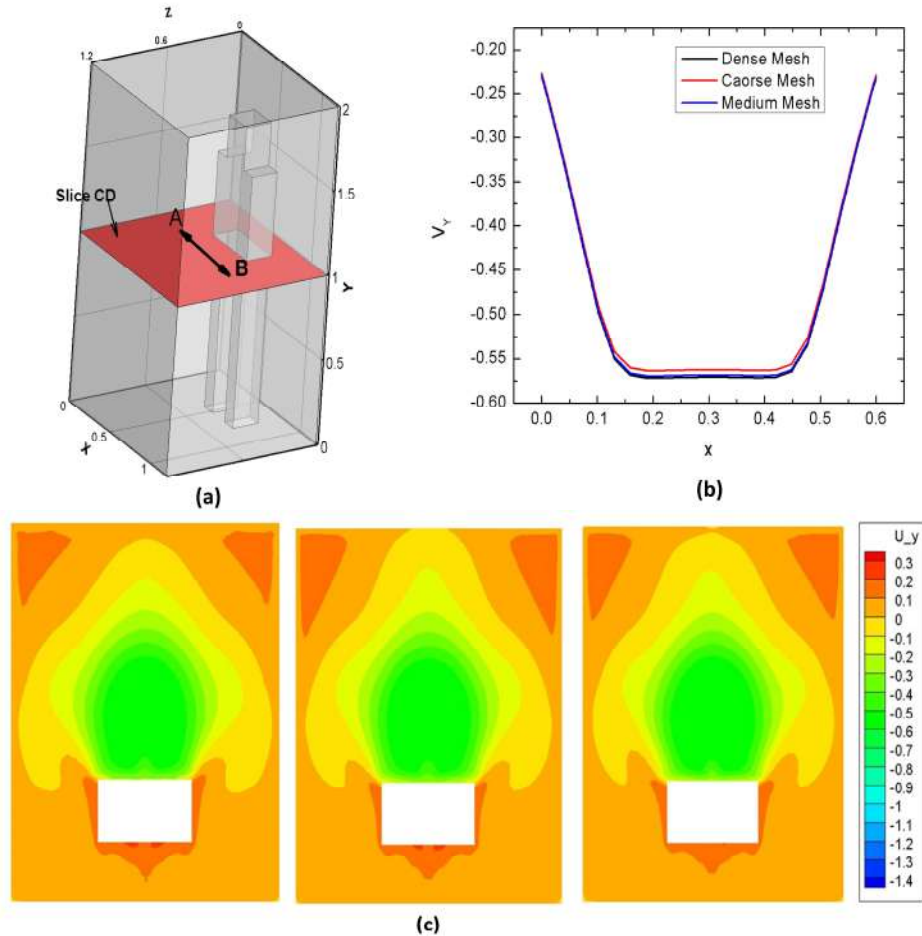 Z
0
0.6
1.2
2
1.5
Slice CD
A
B
1
Y
0.5
0
0
0.5
X
1
(a)
-0.20
-0.25
-0.30
-0.35
-0.40
-0.45
-0.50
-0.55
-0.60
V_Y
Dense Mesh
Caorse Mesh
Medium Mesh
0.0 0.1 0.2 0.3 0.4 0.5 0.6
X
(b)
U_y
0.3
0.2
0.1
0
-0.1
-0.2
-0.3
-0.4
-0.5
-0.6
-0.7
-0.8
-0.9
-1
-1.1
-1.2
-1.3
-1.4
(c)